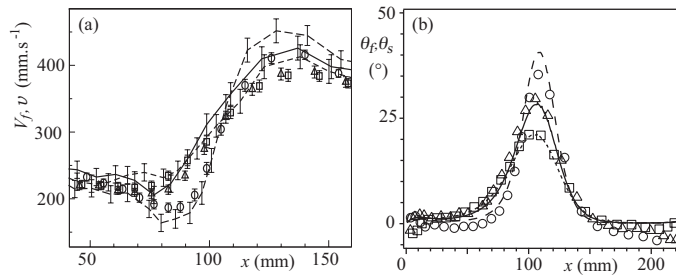 (a)
V_f, υ (mm.s⁻¹)
400
300
200
50
100
150
x (mm)
(b)
θ_f,θ_s
(°)
50
25
0
0
100
200
x (mm)